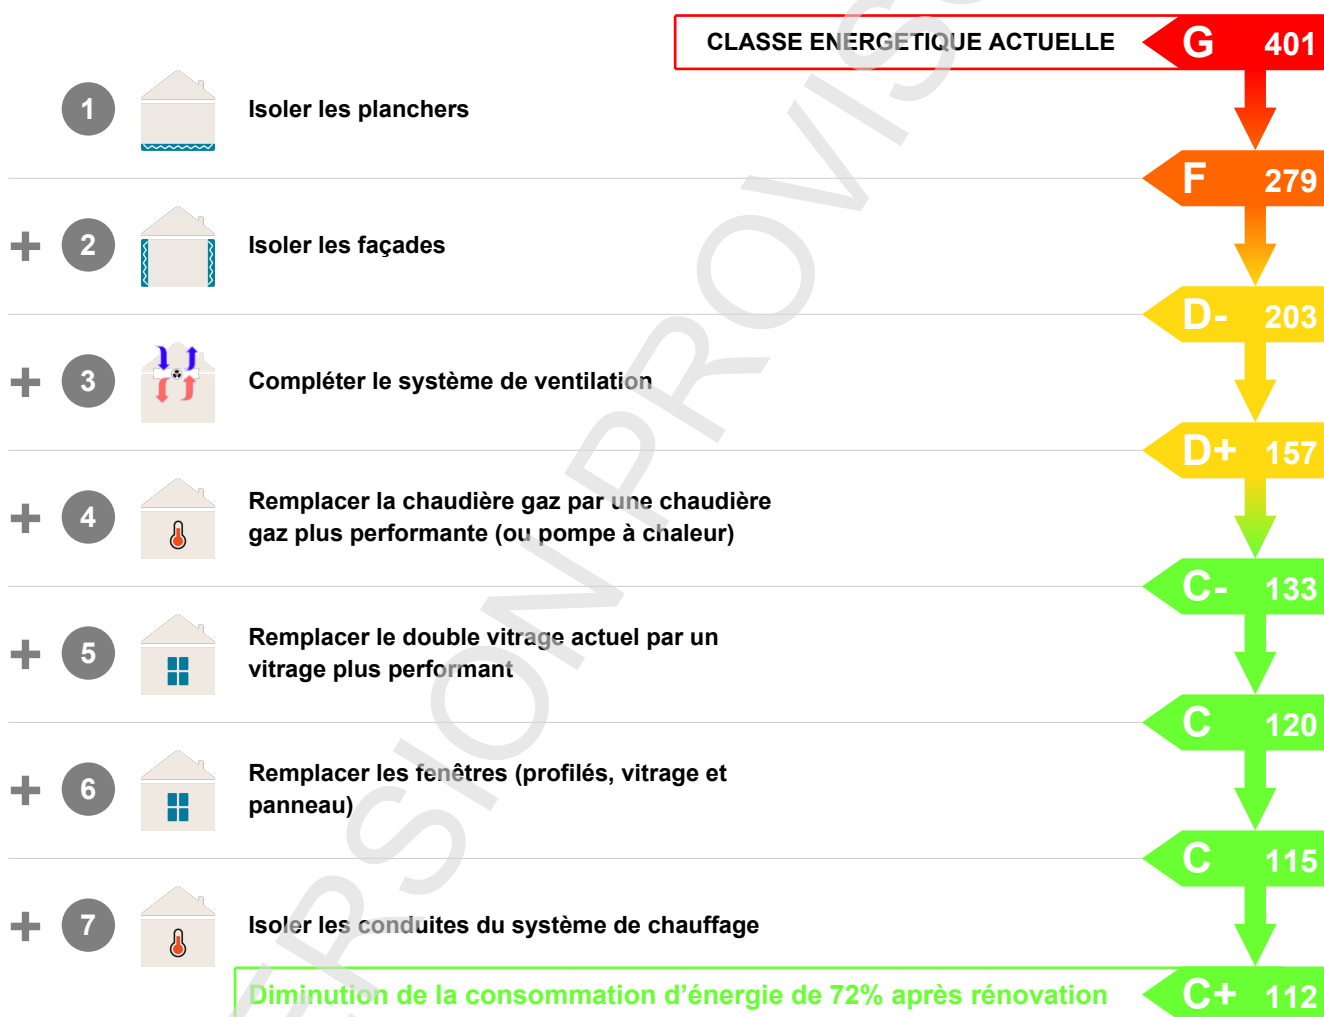 CLASSE ENERGETIQUE ACTUELLE G 401
1 Isoler les planchers
F 279
+ 2 Isoler les façades
D- 203
+ 3 Compléter le système de ventilation
D+ 157
+ 4 Remplacer la chaudière gaz par une chaudière
gaz plus performante (ou pompe à chaleur)
C- 133
+ 5 Remplacer le double vitrage actuel par un
vitrage plus performant
C 120
+ 6 Remplacer les fenêtres (profilés, vitrage et
panneau)
C 115
+ 7 Isoler les conduites du système de chauffage
Diminution de la consommation d'énergie de 72% après rénovation C+ 112
ERSION PROVIS